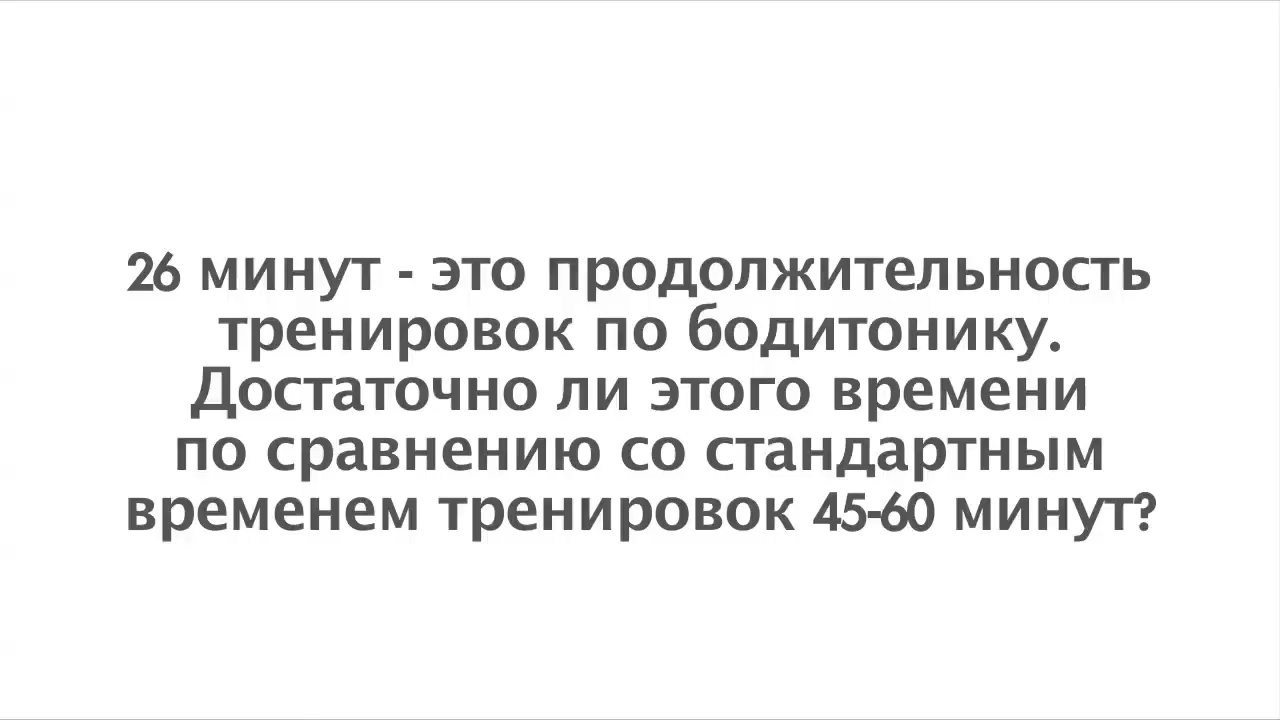 26 минут - это продолжительность
тренировок по бодитонику.
Достаточно ли этого времени
по сравнению со стандартным
временем тренировок 45-60 минут?